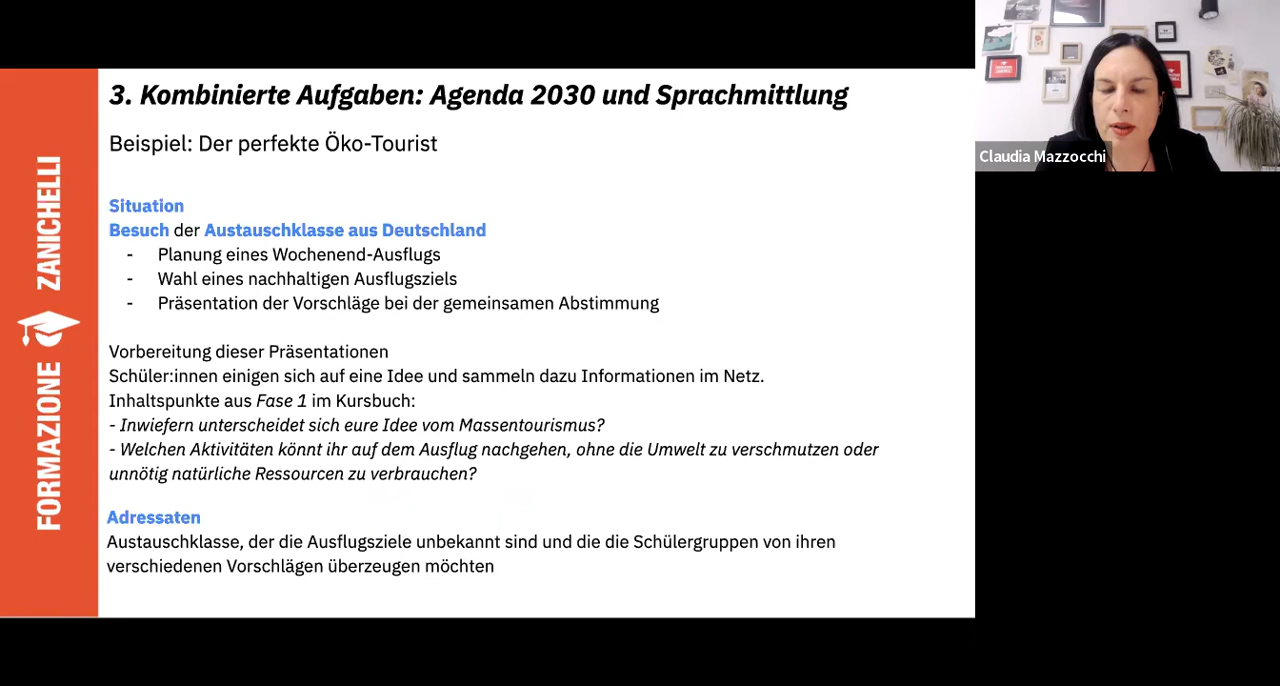 3. Kombinierte Aufgaben: Agenda 2030 und Sprachmittlung
Beispiel: Der perfekte Öko-Tourist
Situation
Besuch der Austauschklasse aus Deutschland
- Planung eines Wochenend-Ausflugs
- Wahl eines nachhaltigen Ausflugsziels
- Präsentation der Vorschläge bei der gemeinsamen Abstimmung
Vorbereitung dieser Präsentationen
Schüler:innen einigen sich auf eine Idee und sammeln dazu Informationen im Netz.
Inhaltspunkte aus Fase 1 im Kursbuch:
- Inwiefern unterscheidet sich eure Idee vom Massentourismus?
- Welchen Aktivitäten könnt ihr auf dem Ausflug nachgehen, ohne die Umwelt zu verschmutzen oder
unnötig natürliche Ressourcen zu verbrauchen?
Adressaten
Austauschklasse, der die Ausflugsziele unbekannt sind und die die Schülergruppen von ihren
verschiedenen Vorschlägen überzeugen möchten
FORMAZIONE ZANICHELLI
Claudia Mazzocchi